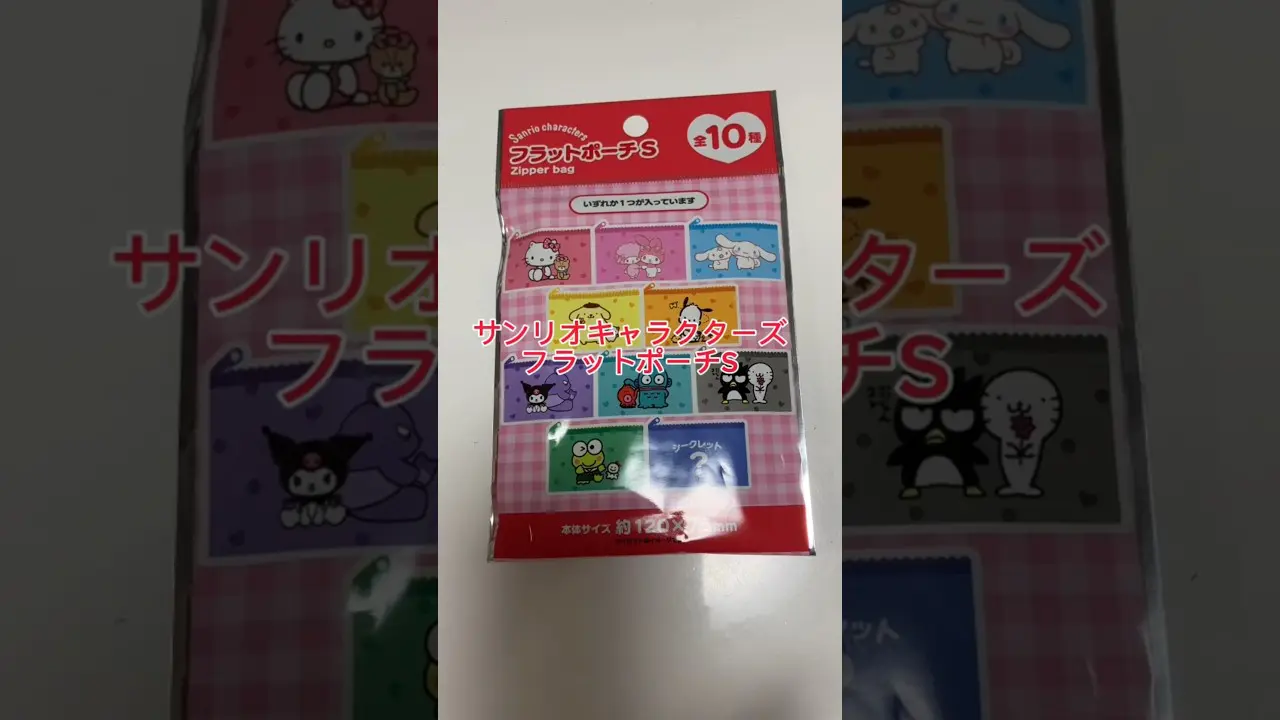 Sanrio characters
フラットポーチS
Zipper bag
全10種
いずれか1つが入っています
サンリオキャラクターズ
フラットポーチS
シークレット
?
本体サイズ 約120×
mm